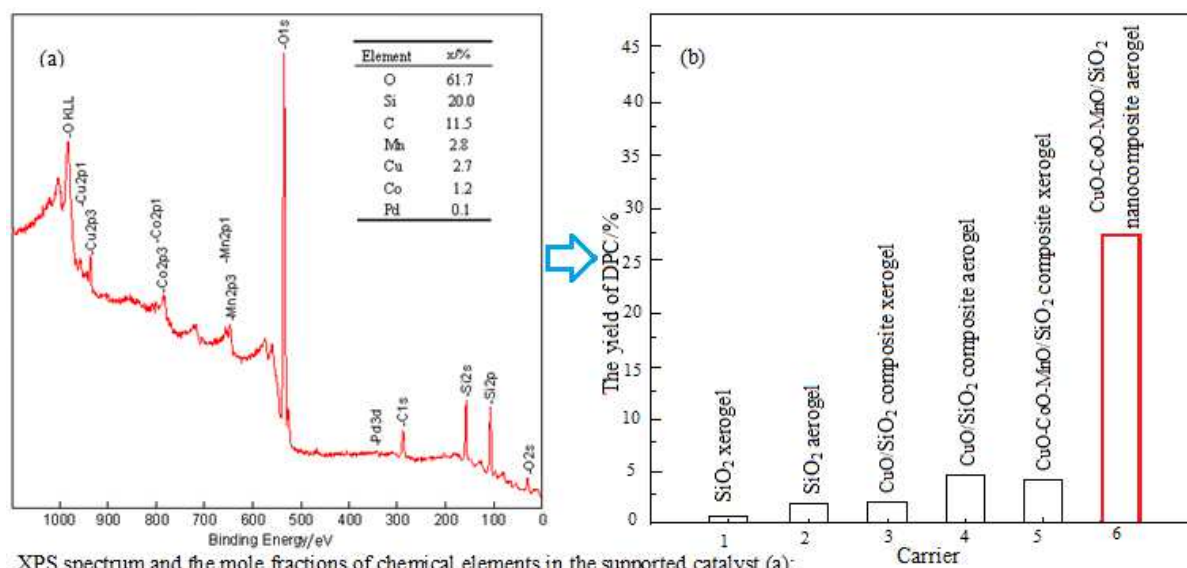 (a)
Element x/%
O 61.7
Si 20.0
C 11.5
Mn 2.8
Cu 2.7
Co 1.2
Pd 0.1
-O KLL
-Cu2p1
-Cu2p3
-Co2p3
-Co2p1
-Mn2p3
-Mn2p1
-O1s
-Pd3d
-C1s
-Si2s
-Si2p
-O2s
1000 900 800 700 600 500 400 300 200 100 0
Binding Energy/eV
(b)
The yield of DPC/%
45
40
35
30
25
20
15
10
5
0
SiO₂ xerogel
SiO₂ aerogel
CuO/SiO₂ composite xerogel
CuO/SiO₂ composite aerogel
CuO-CoO-MnO/SiO₂ composite xerogel
CuO-CoO-MnO/SiO₂
nanocomposite aerogel
1 2 3 4 5 6
Carrier
XPS spectrum and the mole fractions of chemical elements in the supported catalyst (a);